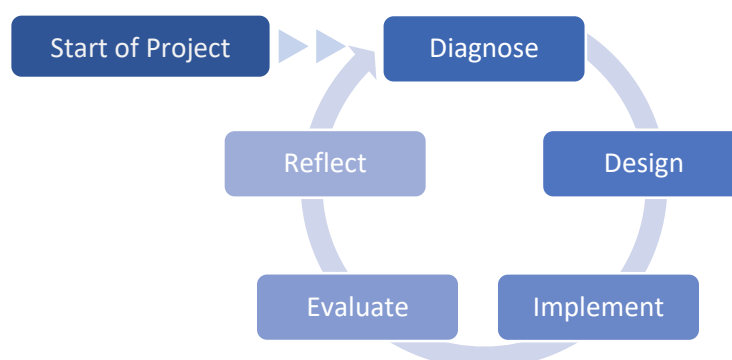 Start of Project
Diagnose
Design
Implement
Evaluate
Reflect